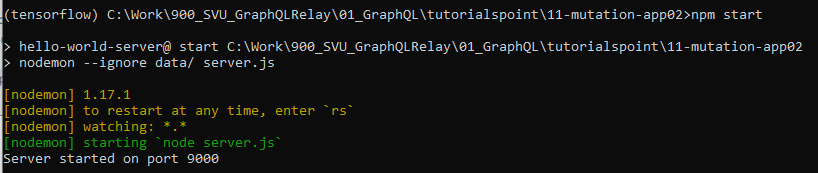 (tensorflow) C:\Work\900_SVU_GraphQLRelay\01_GraphQL\tutorialspoint\11-mutation-app02>npm start
> hello-world-server@ start C:\Work\900_SVU_GraphQLRelay\01_GraphQL\tutorialspoint\11-mutation-app02
> nodemon --ignore data/ server.js
[nodemon] 1.17.1
[nodemon] to restart at any time, enter `rs`
[nodemon] watching: *.*
[nodemon] starting `node server.js`
Server started on port 9000